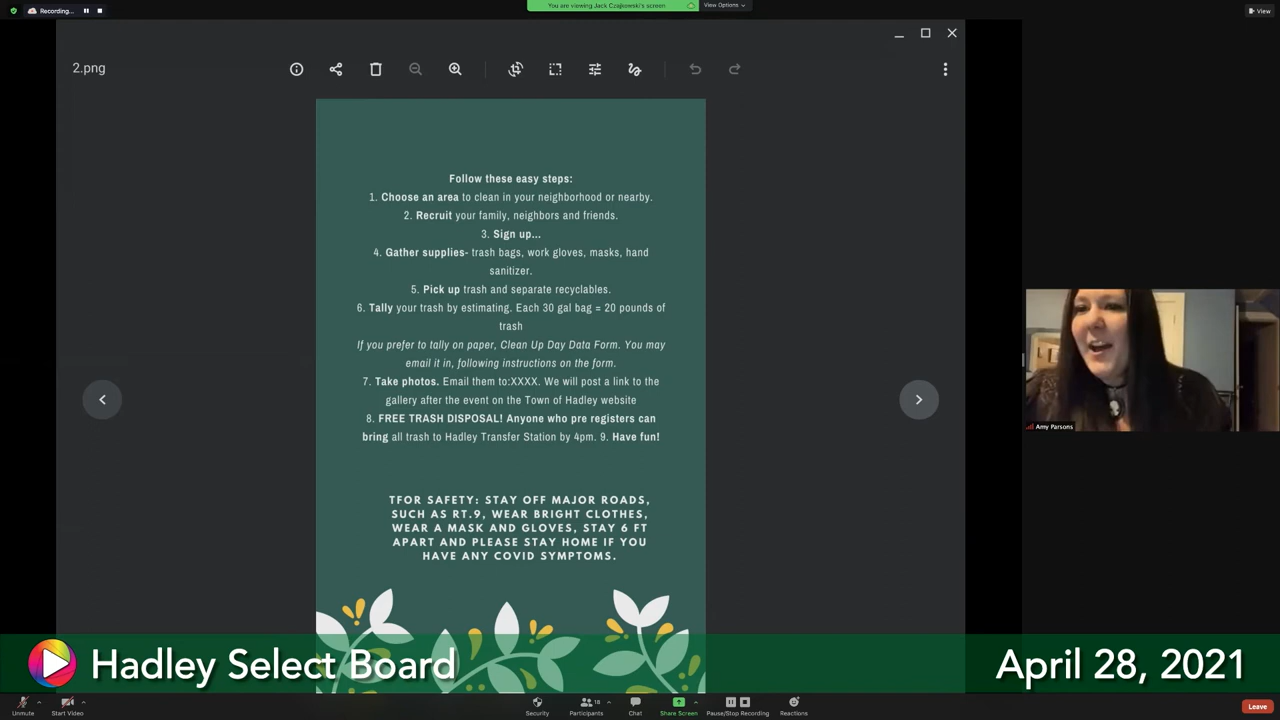 Recording...
You are viewing Jack Czajkowski's screen
View Options
View
2.png
Follow these easy steps:
1. Choose an area to clean in your neighborhood or nearby.
2. Recruit your family, neighbors and friends.
3. Sign up...
4. Gather supplies- trash bags, work gloves, masks, hand
sanitizer.
5. Pick up trash and separate recyclables.
6. Tally your trash by estimating. Each 30 gal bag = 20 pounds of
trash
If you prefer to tally on paper, Clean Up Day Data Form. You may
email it in, following instructions on the form.
7. Take photos. Email them to:XXXX. We will post a link to the
gallery after the event on the Town of Hadley website
8. FREE TRASH DISPOSAL! Anyone who pre registers can
bring all trash to Hadley Transfer Station by 4pm. 9. Have fun!
TFOR SAFETY: STAY OFF MAJOR ROADS,
SUCH AS RT.9, WEAR BRIGHT CLOTHES,
WEAR A MASK AND GLOVES, STAY 6 FT
APART AND PLEASE STAY HOME IF YOU
HAVE ANY COVID SYMPTOMS.
Amy Parsons
Hadley Select Board
April 28, 2021
Unmute
Start Video
Security
Participants
18
Chat
Share Screen
Pause/Stop Recording
Reactions
Leave